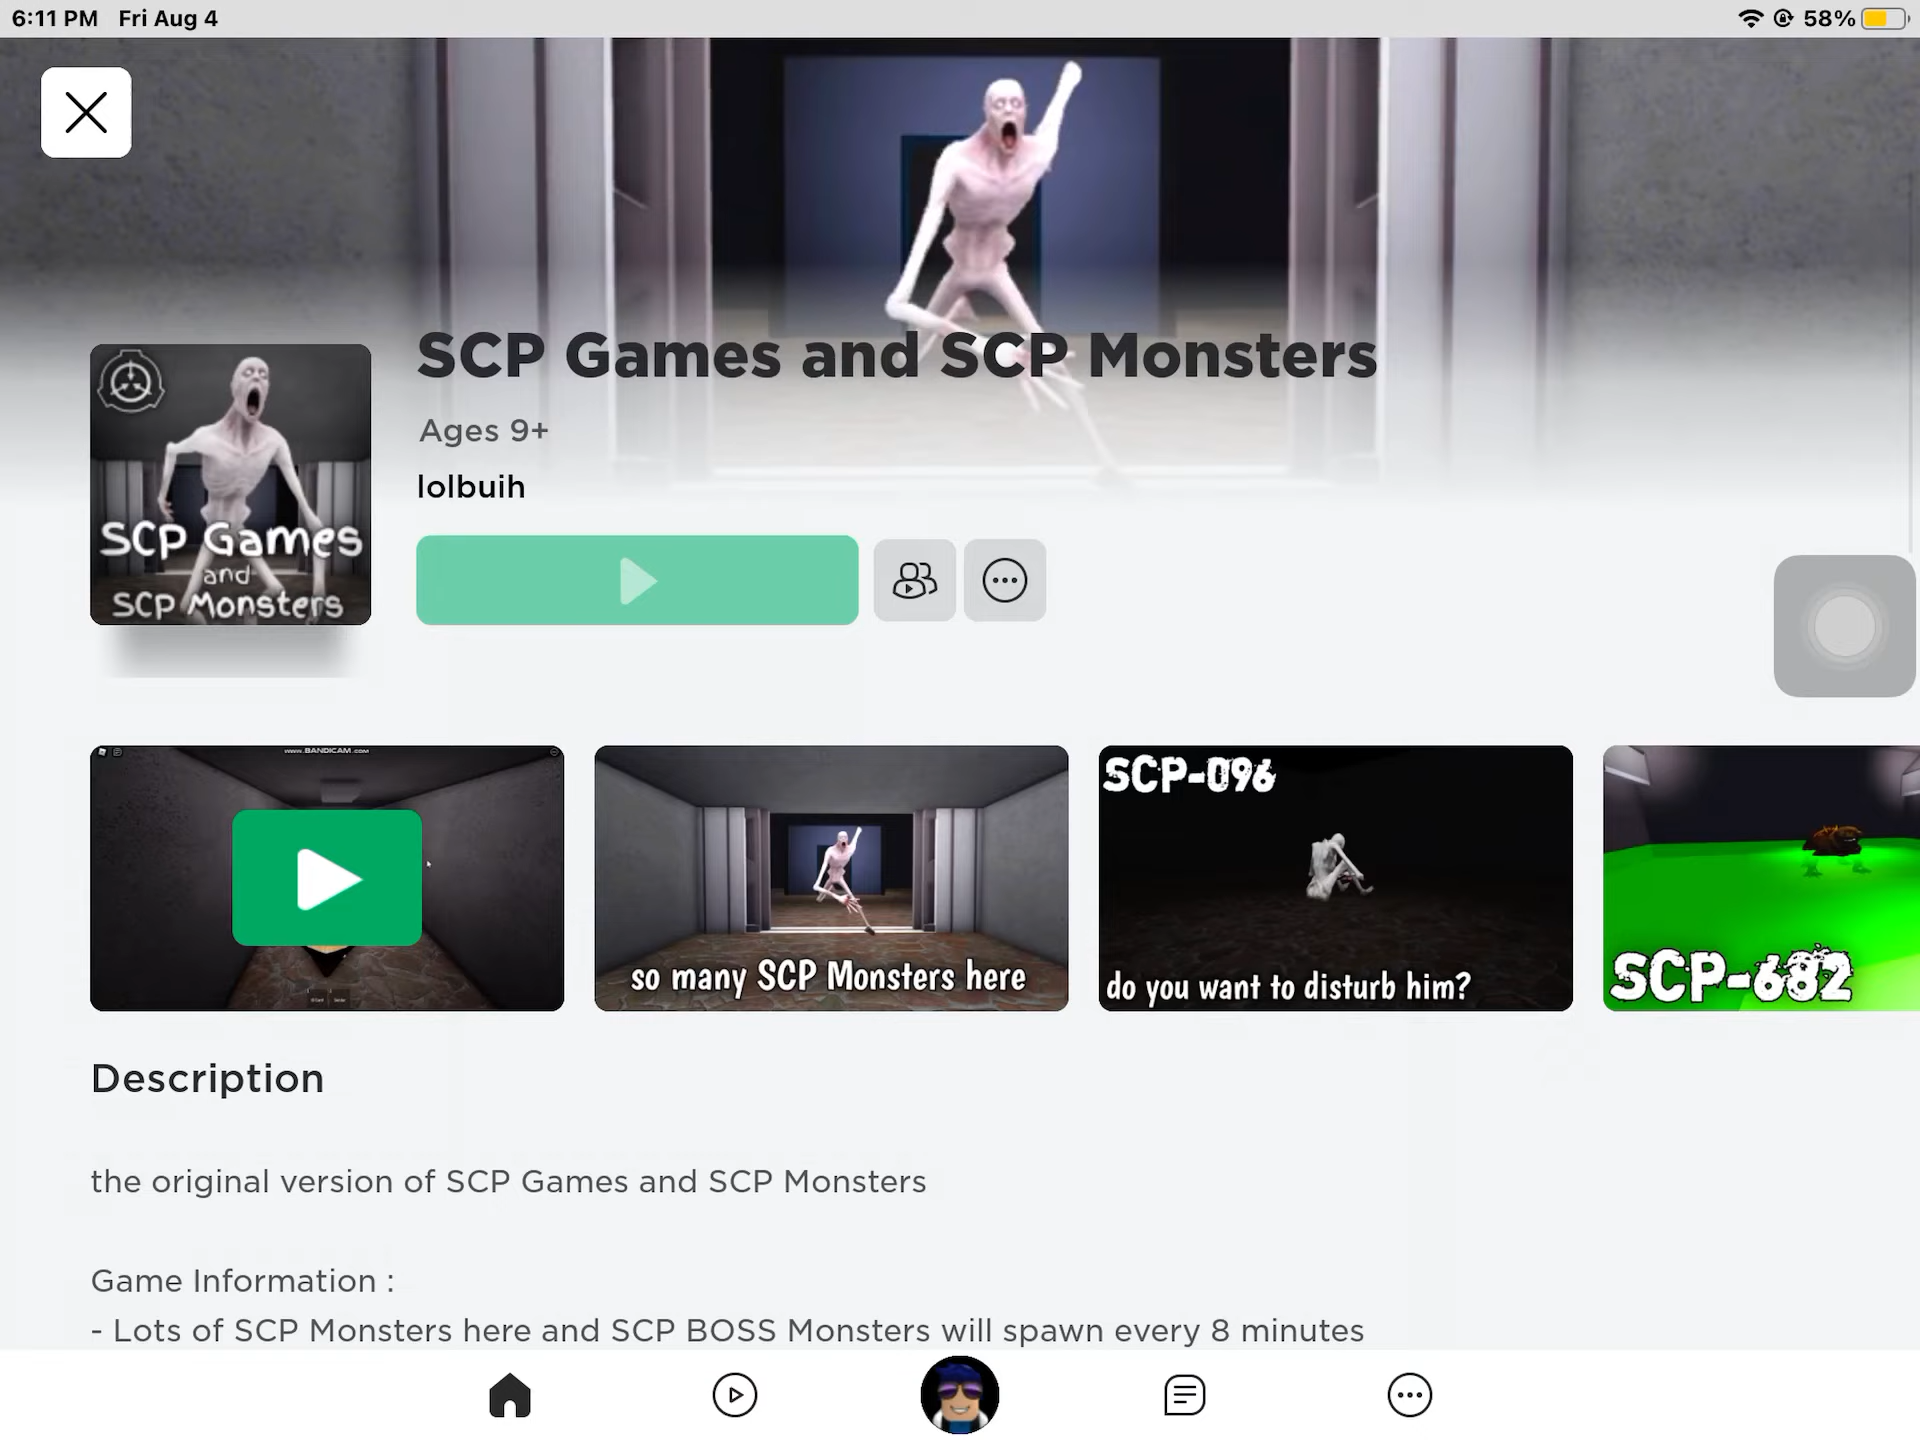 6:11 PM Fri Aug 4
58%
SCP Games and SCP Monsters
Ages 9+
lolbuih
SCP Games
and
SCP Monsters
www.BANDICAM.com
so many SCP Monsters here
SCP-096
do you want to disturb him?
SCP-682
Description
the original version of SCP Games and SCP Monsters
Game Information :
- Lots of SCP Monsters here and SCP BOSS Monsters will spawn every 8 minutes